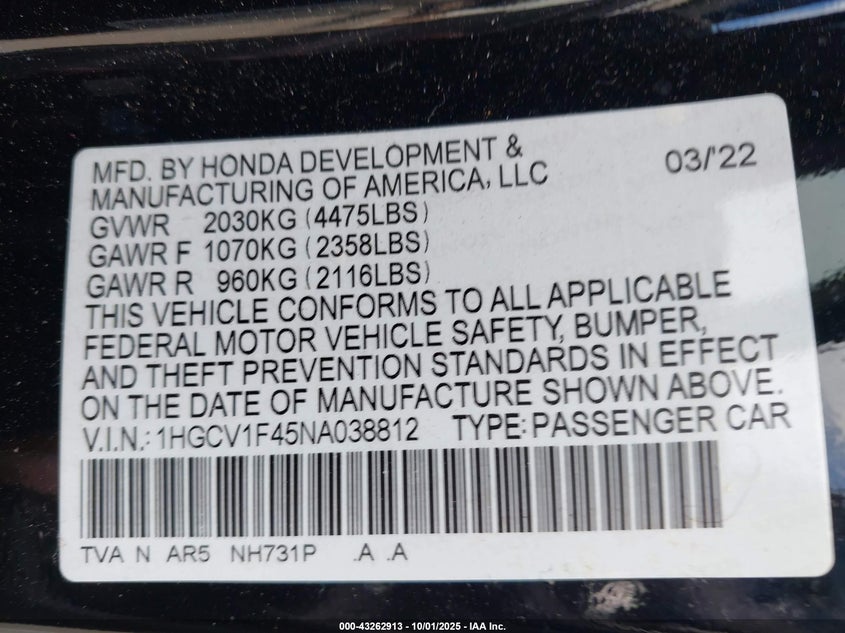 MFD. BY HONDA DEVELOPMENT &
MANUFACTURING OF AMERICA, LLC
03/'22
GVWR 2030KG (4475LBS)
GAWR F 1070KG (2358LBS)
GAWR R 960KG (2116LBS)
THIS VEHICLE CONFORMS TO ALL APPLICABLE
FEDERAL MOTOR VEHICLE SAFETY, BUMPER,
AND THEFT PREVENTION STANDARDS IN EFFECT
ON THE DATE OF MANUFACTURE SHOWN ABOVE.
V.I.N.: 1HGCV1F45NA038812 TYPE: PASSENGER CAR
TVA N AR5 NH731P .A .A
000-43262913 - 10/01/2025 - IAA Inc.